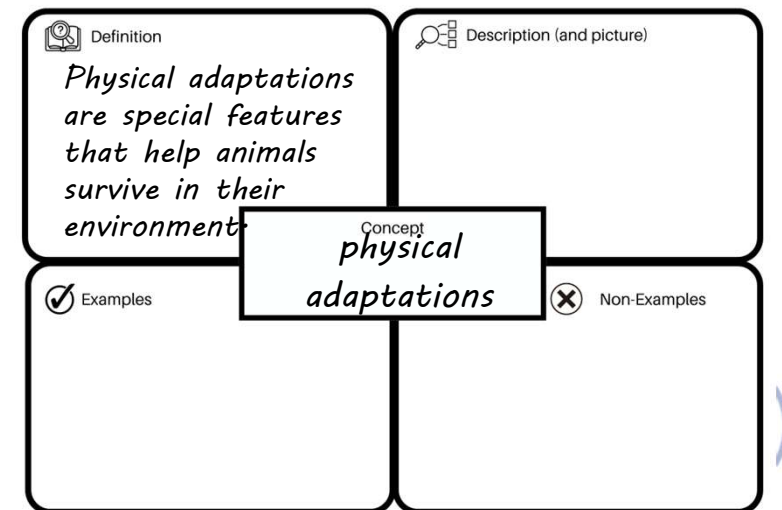 Definition
Physical adaptations
are special features
that help animals
survive in their
environment.
Description (and picture)
Concept
physical
adaptations
Examples
Non-Examples